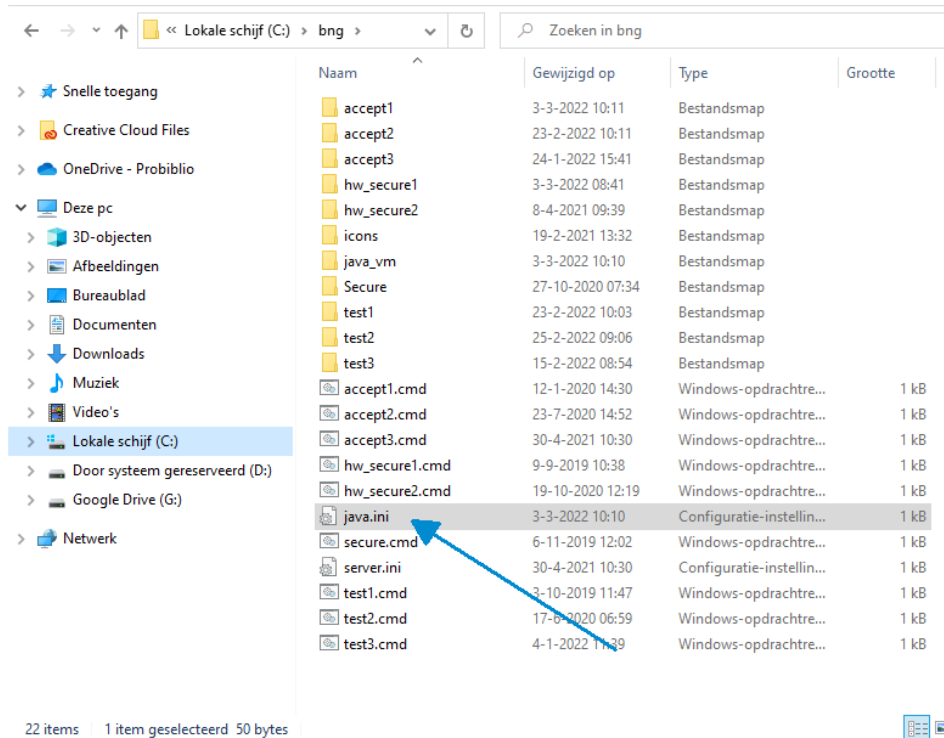 « Lokale schijf (C:) › bng ›
Zoeken in bng
Snelle toegang
Creative Cloud Files
OneDrive - Probiblio
Deze pc
3D-objecten
Afbeeldingen
Bureaublad
Documenten
Downloads
Muziek
Video's
Lokale schijf (C:)
Door systeem gereserveerd (D:)
Google Drive (G:)
Netwerk
Naam Gewijzigd op Type Grootte
accept1 3-3-2022 10:11 Bestandsmap
accept2 23-2-2022 10:11 Bestandsmap
accept3 24-1-2022 15:41 Bestandsmap
hw_secure1 3-3-2022 08:41 Bestandsmap
hw_secure2 8-4-2021 09:39 Bestandsmap
icons 19-2-2021 13:32 Bestandsmap
java_vm 3-3-2022 10:10 Bestandsmap
Secure 27-10-2020 07:34 Bestandsmap
test1 23-2-2022 10:03 Bestandsmap
test2 25-2-2022 09:06 Bestandsmap
test3 15-2-2022 08:54 Bestandsmap
accept1.cmd 12-1-2020 14:30 Windows-opdrachtre... 1 kB
accept2.cmd 23-7-2020 14:52 Windows-opdrachtre... 1 kB
accept3.cmd 30-4-2021 10:30 Windows-opdrachtre... 1 kB
hw_secure1.cmd 9-9-2019 10:38 Windows-opdrachtre... 1 kB
hw_secure2.cmd 19-10-2020 12:19 Windows-opdrachtre... 1 kB
java.ini 3-3-2022 10:10 Configuratie-instellin... 1 kB
secure.cmd 6-11-2019 12:02 Windows-opdrachtre... 1 kB
server.ini 30-4-2021 10:30 Configuratie-instellin... 1 kB
test1.cmd 3-10-2019 11:47 Windows-opdrachtre... 1 kB
test2.cmd 17-6-2020 06:59 Windows-opdrachtre... 1 kB
test3.cmd 4-1-2022 11:39 Windows-opdrachtre... 1 kB
22 items 1 item geselecteerd 50 bytes